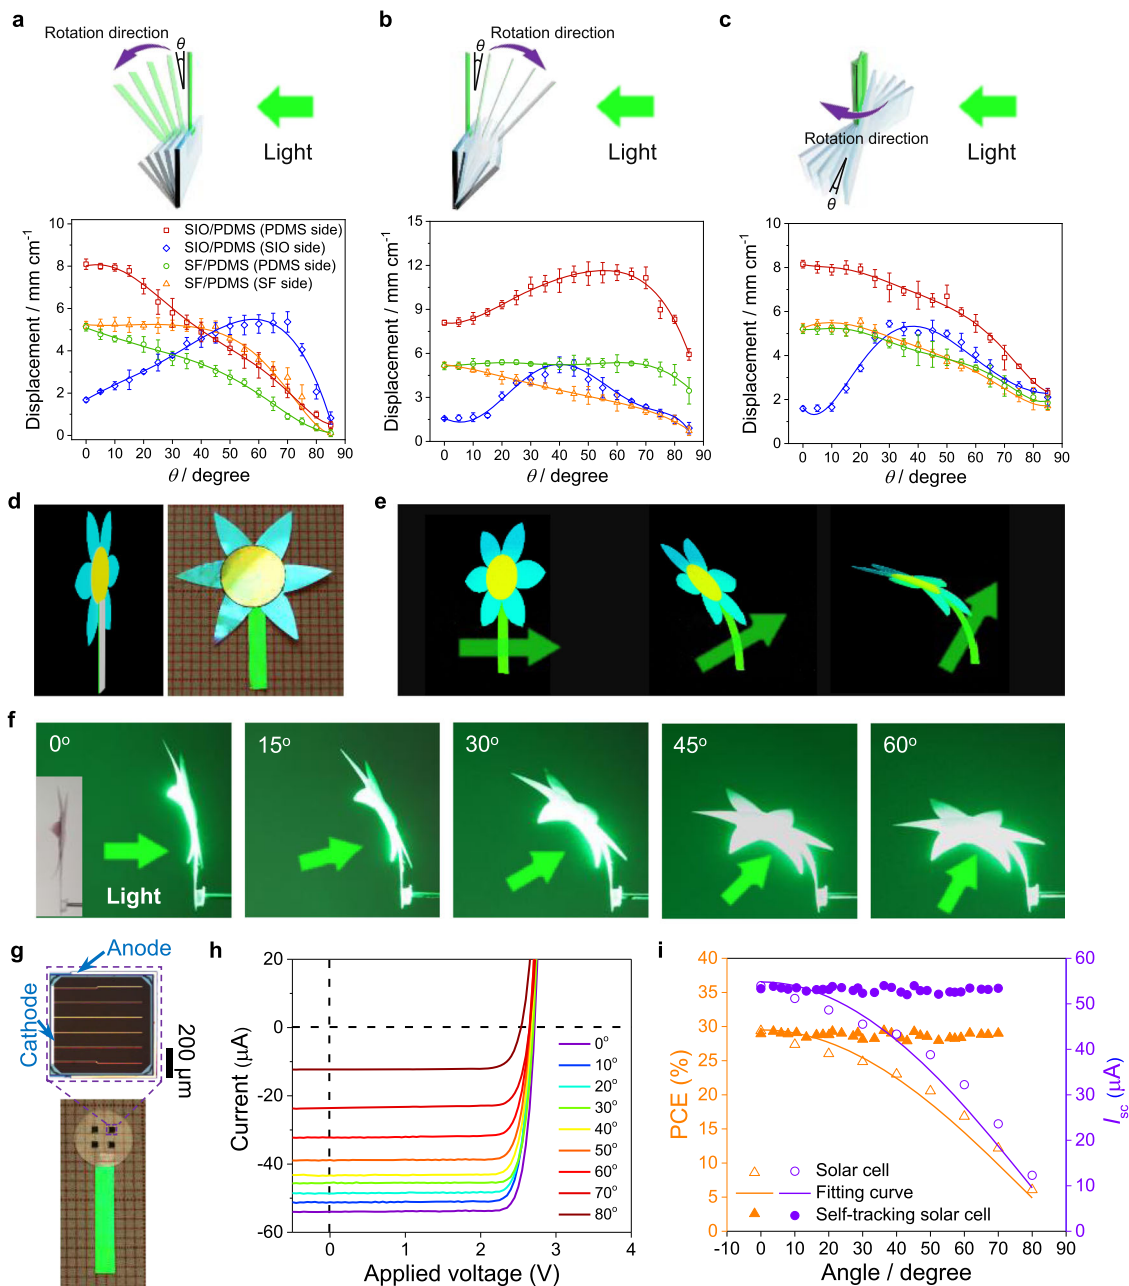 a
Rotation direction
θ
Light
b
θ
Rotation direction
Light
c
Rotation direction
θ
Light
Displacement / mm cm⁻¹
10
8
6
4
2
0
SIO/PDMS (PDMS side)
SIO/PDMS (SIO side)
SF/PDMS (PDMS side)
SF/PDMS (SF side)
0 10 20 30 40 50 60 70 80 90
θ / degree
Displacement / mm cm⁻¹
15
12
9
6
3
0
0 10 20 30 40 50 60 70 80 90
θ / degree
Displacement / mm cm⁻¹
10
8
6
4
2
0
0 10 20 30 40 50 60 70 80 90
θ / degree
d
e
f
0°
Light
15°
30°
45°
60°
g
Anode
Cathode
200 μm
h
Current (μA)
20
0
-20
-40
-60
0°
10°
20°
30°
40°
50°
60°
70°
80°
0 1 2 3 4
Applied voltage (V)
i
PCE (%)
40
35
30
25
20
15
10
5
0
Solar cell
Fitting curve
Self-tracking solar cell
60
50
40
30
20
10
0
Isc (μA)
-10 0 10 20 30 40 50 60 70 80 90
Angle / degree